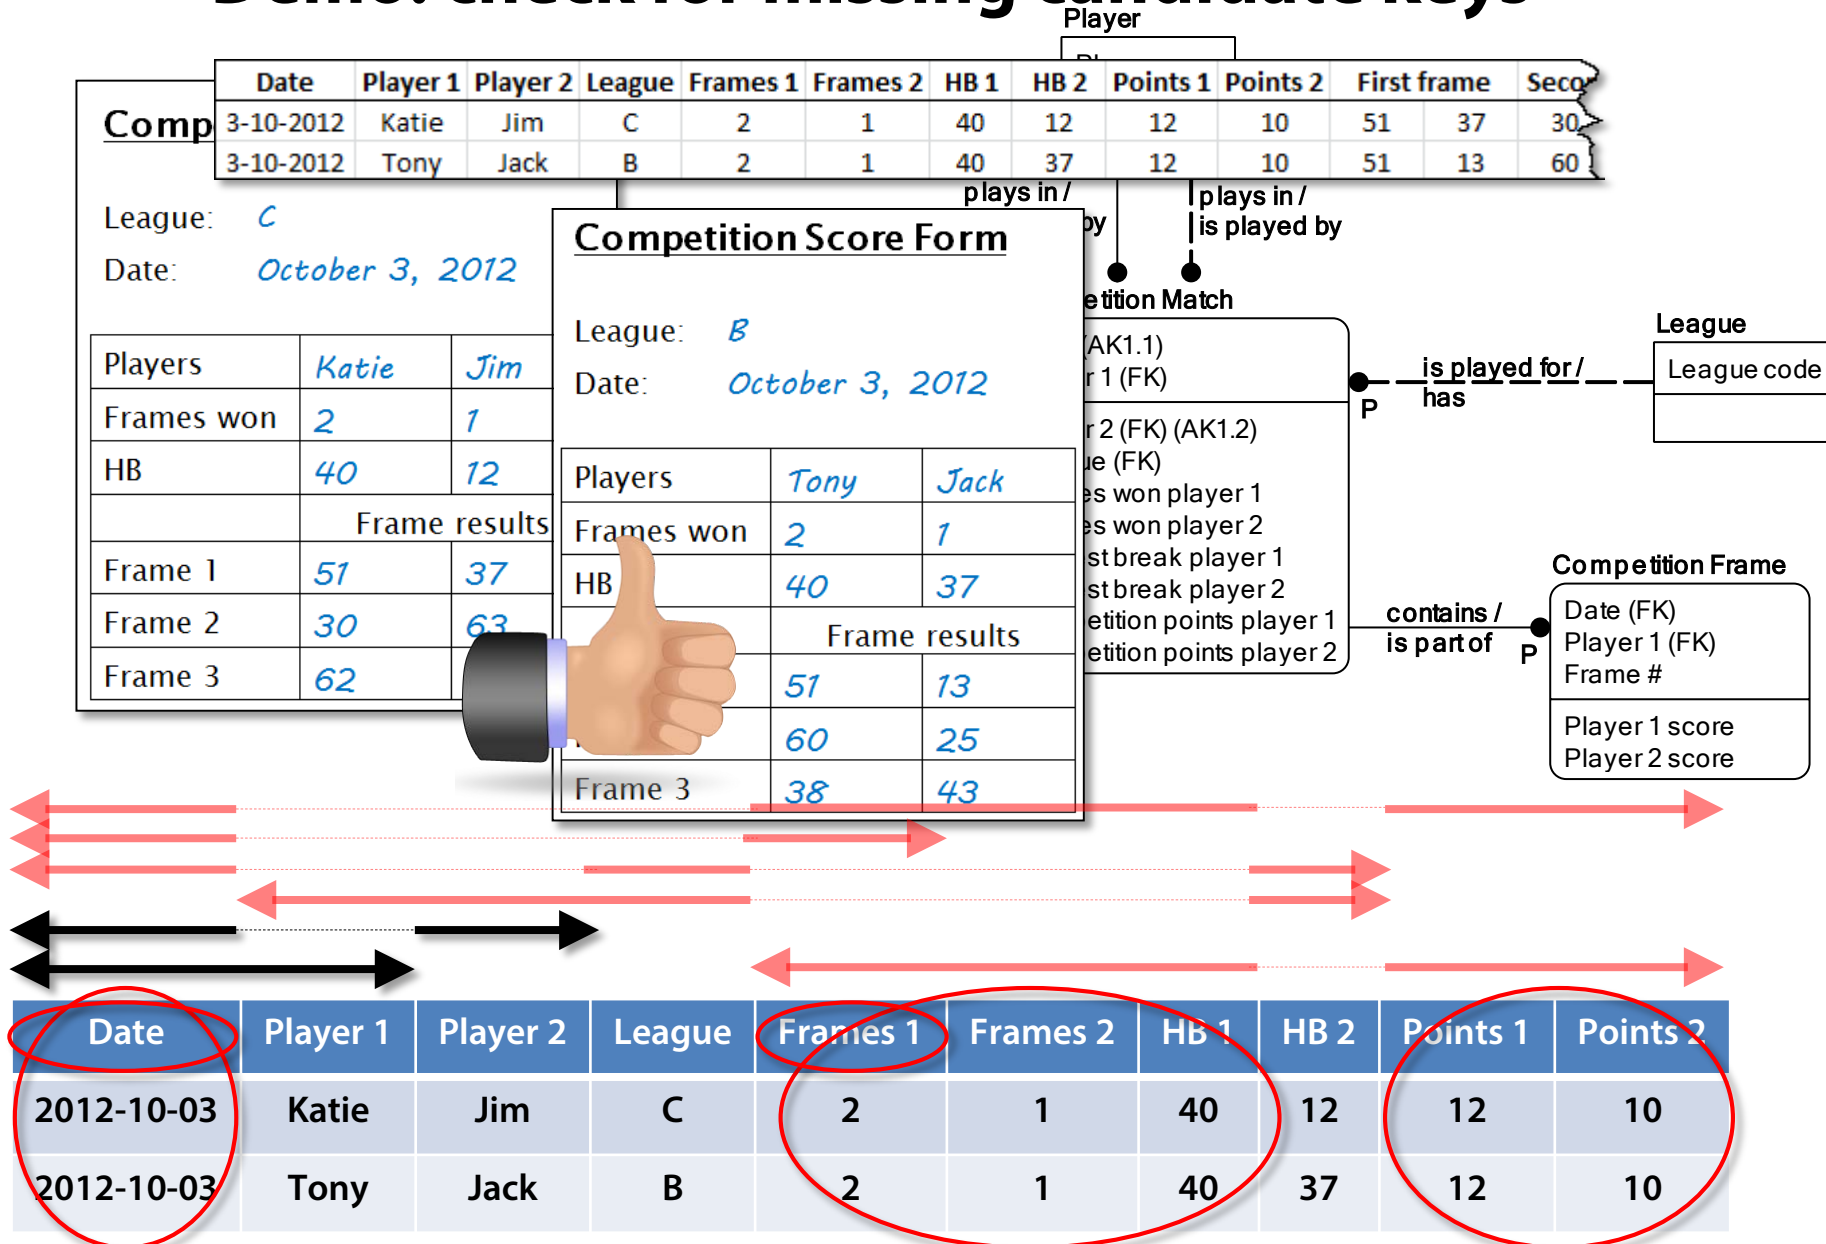 Demo: check for missing candidate keys
Player
Date Player 1 Player 2 League Frames 1 Frames 2 HB 1 HB 2 Points 1 Points 2 First frame Seco
3-10-2012 Katie Jim C 2 1 40 12 12 10 51 37 30
3-10-2012 Tony Jack B 2 1 40 37 12 10 51 13 60
Comp
League: C
Date: October 3, 2012
Players Katie Jim
Frames won 2 1
HB 40 12
Frame results
Frame 1 51 37
Frame 2 30 63
Frame 3 62
Competition Score Form
League: B
Date: October 3, 2012
Players Tony Jack
Frames won 2 1
HB 40 37
Frame results
51 13
60 25
Frame 3 38 43
plays in /
by
plays in /
is played by
etition Match
(AK1.1)
r 1 (FK)
r 2 (FK) (AK1.2)
ue (FK)
es won player 1
es won player 2
st break player 1
st break player 2
etition points player 1
etition points player 2
is played for /
has
P
League
League code
contains /
is part of
P
Competition Frame
Date (FK)
Player 1 (FK)
Frame #
Player 1 score
Player 2 score
Date Player 1 Player 2 League Frames 1 Frames 2 HB 1 HB 2 Points 1 Points 2
2012-10-03 Katie Jim C 2 1 40 12 12 10
2012-10-03 Tony Jack B 2 1 40 37 12 10